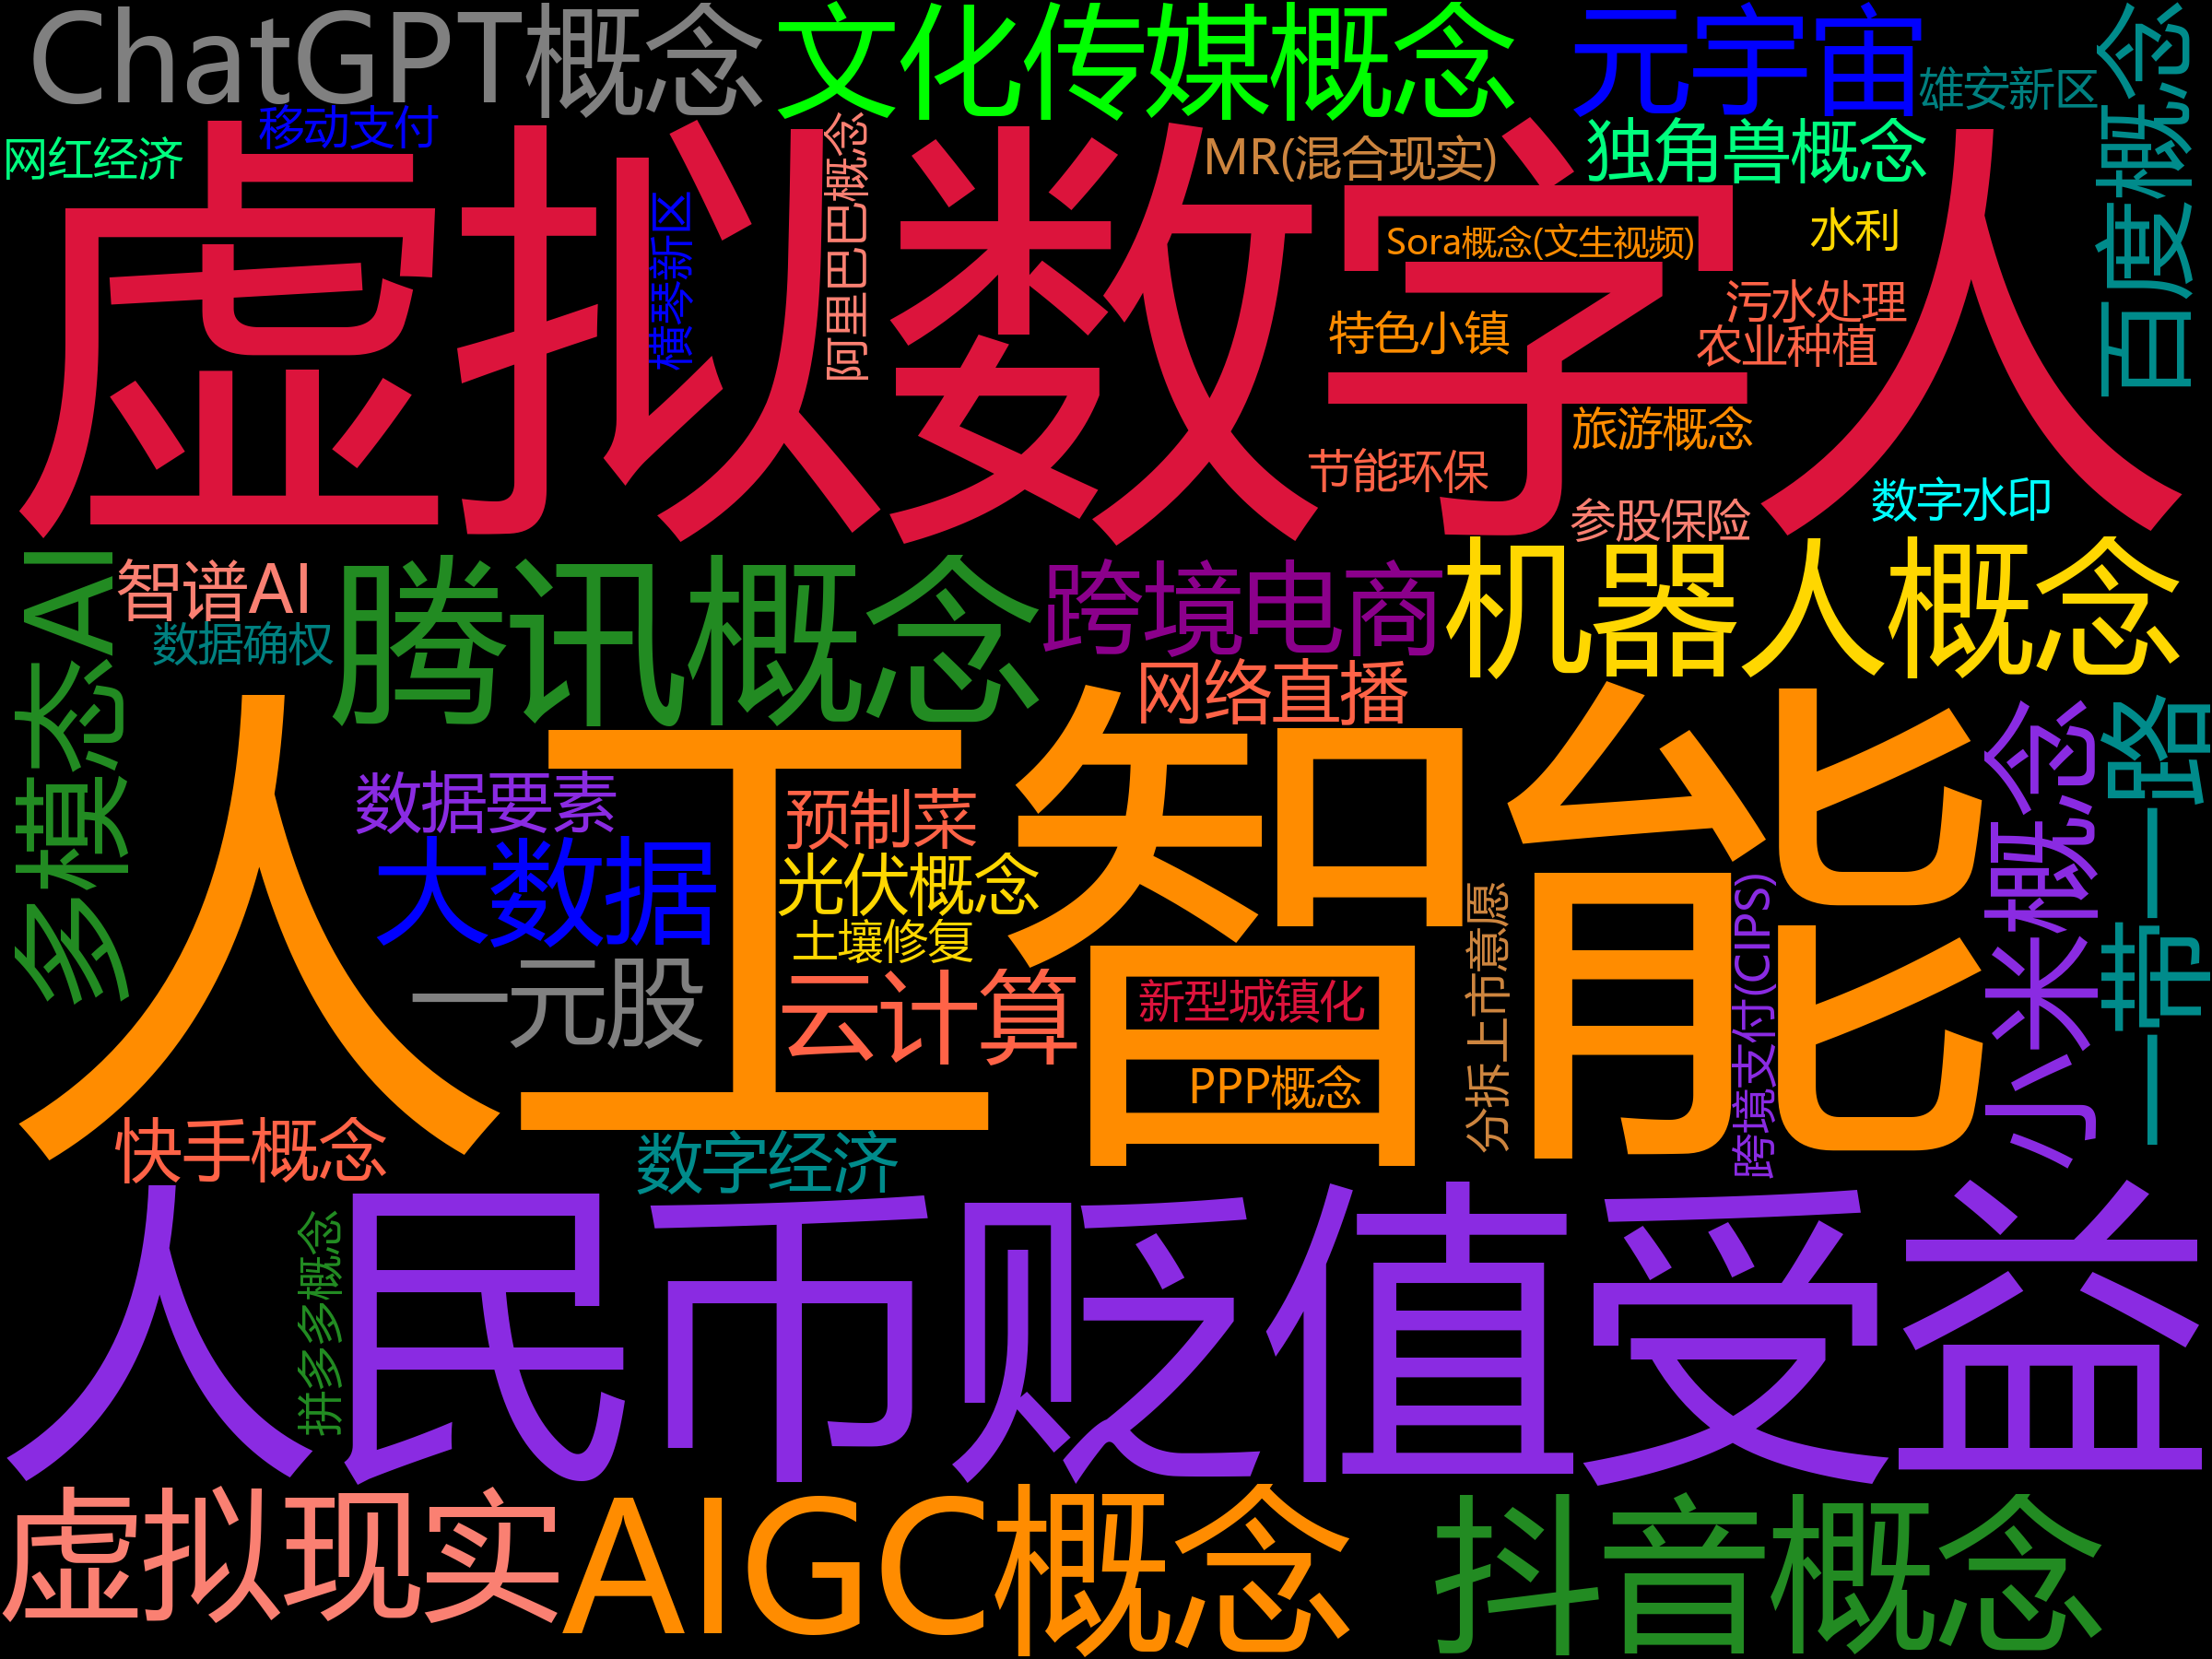 ChatGPT概念
文化传媒概念
元宇宙
雄安新区
百度概念
移动支付
网红经济
虚拟数字人
横琴新区
阿里巴巴概念
MR(混合现实)
独角兽概念
水利
Sora概念(文生视频)
污水处理
特色小镇
农业种植
旅游概念
节能环保
数字水印
参股保险
多模态AI
智谱AI
数据确权
腾讯概念
跨境电商
机器人概念
网络直播
人工智能
小米概念
一带一路
数据要素
预制菜
大数据
光伏概念
土壤修复
一元股
云计算
新型城镇化
分拆上市意愿
跨境支付(CIPS)
PPP概念
快手概念
数字经济
人民币贬值受益
拼多多概念
虚拟现实
AIGC概念
抖音概念